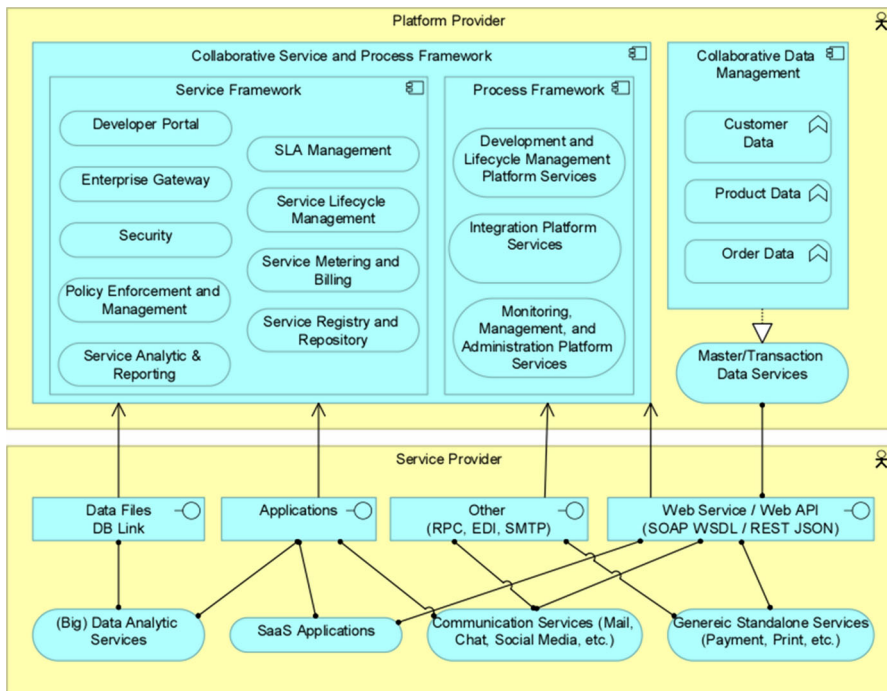 Platform Provider
Collaborative Service and Process Framework
Service Framework
Developer Portal
Enterprise Gateway
Security
Policy Enforcement and
Management
Service Analytic &
Reporting
SLA Management
Service Lifecycle
Management
Service Metering and
Billing
Service Registry and
Repository
Process Framework
Development and
Lifecycle Management
Platform Services
Integration Platform
Services
Monitoring,
Management, and
Administration Platform
Services
Collaborative Data
Management
Customer
Data
Product Data
Order Data
Master/Transaction
Data Services
Service Provider
Data Files
DB Link
Applications
Other
(RPC, EDI, SMTP)
Web Service / Web API
(SOAP WSDL / REST JSON)
(Big) Data Analytic
Services
SaaS Applications
Communication Services (Mail,
Chat, Social Media, etc.)
Genereic Standalone Services
(Payment, Print, etc.)